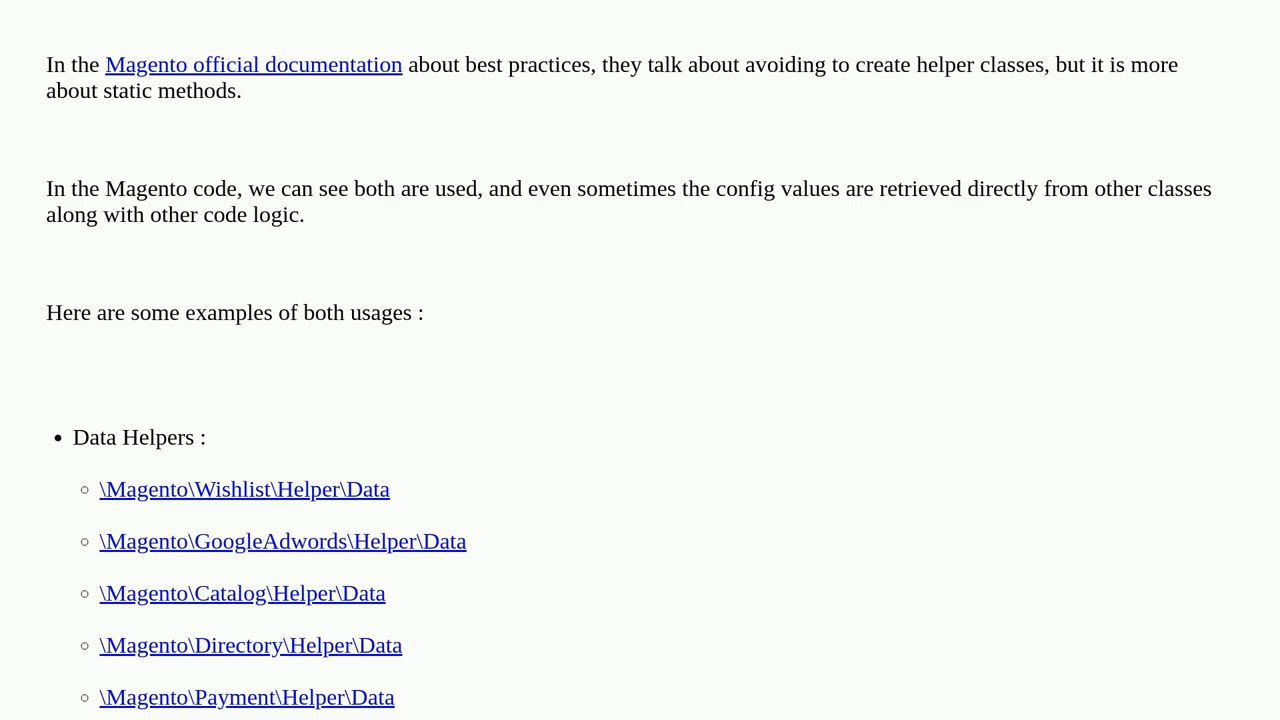 In the Magento official documentation about best practices, they talk about avoiding to create helper classes, but it is more
about static methods.
In the Magento code, we can see both are used, and even sometimes the config values are retrieved directly from other classes
along with other code logic.
Here are some examples of both usages :
• Data Helpers :
◦ \Magento\Wishlist\Helper\Data
◦ \Magento\GoogleAdwords\Helper\Data
◦ \Magento\Catalog\Helper\Data
◦ \Magento\Directory\Helper\Data
◦ \Magento\Payment\Helper\Data